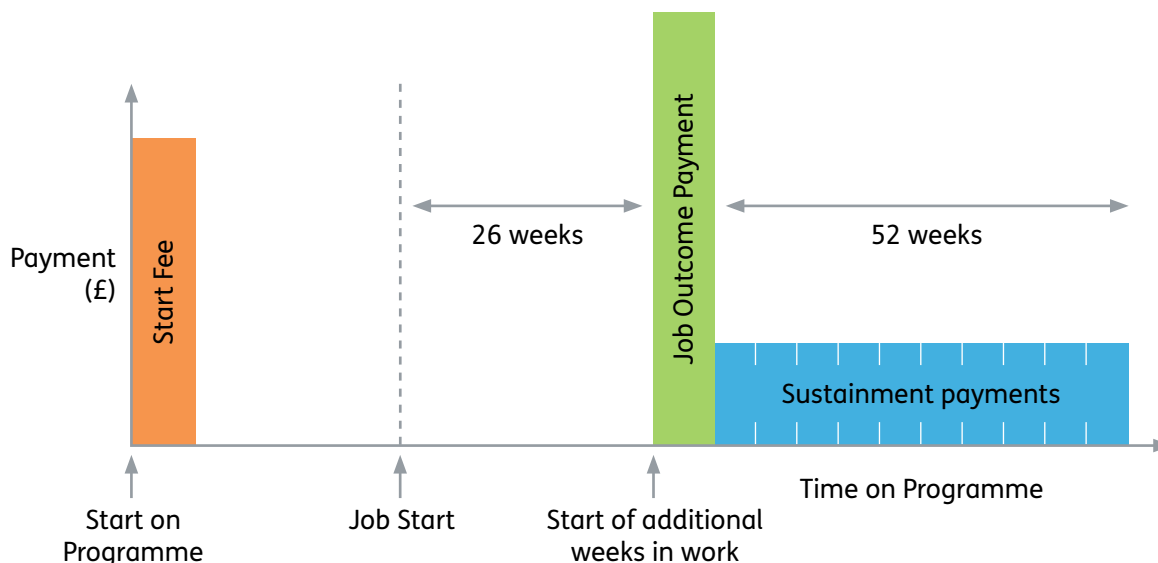 Payment
(£)
Start Fee
26 weeks
Job Outcome Payment
52 weeks
Sustainment payments
Time on Programme
Start on
Programme
Job Start
Start of additional
weeks in work